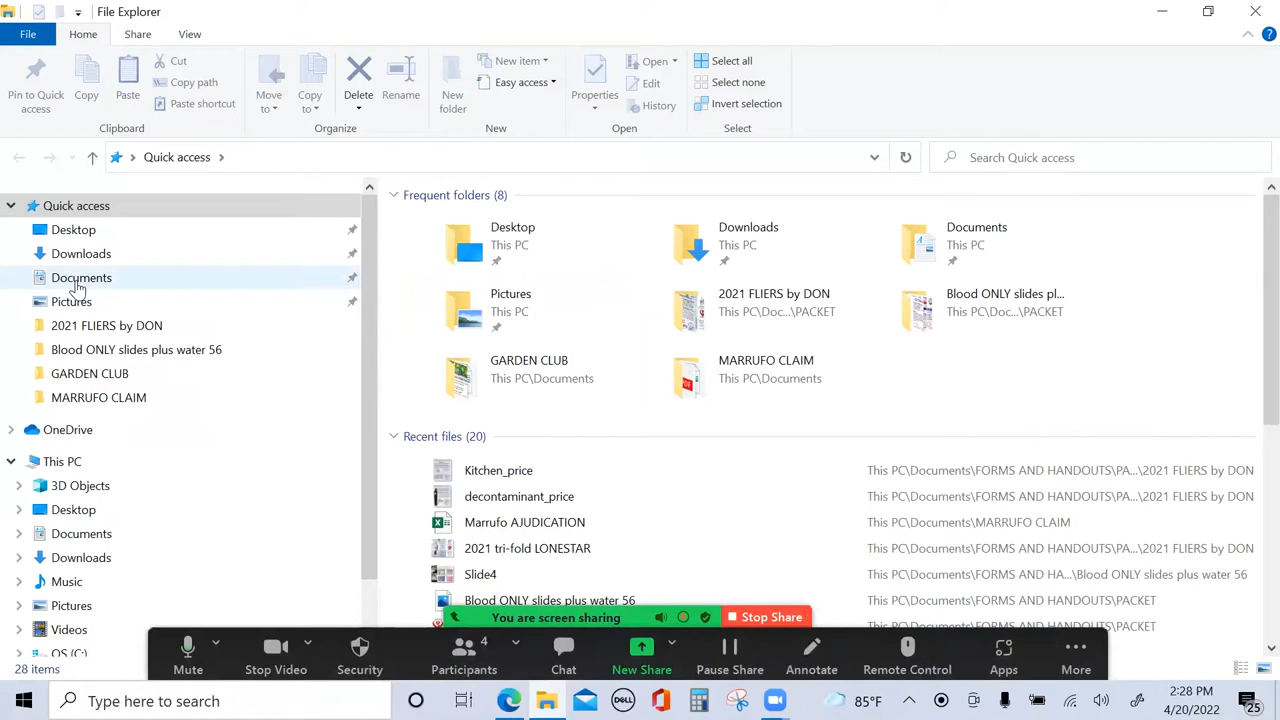 File Explorer
File Home Share View
Pin to Quick access
Copy
Paste
Cut
Copy path
Paste shortcut
Move to
Copy to
Delete
Rename
New folder
New item
Easy access
Properties
Open
Edit
History
Select all
Select none
Invert selection
Clipboard Organize New Open Select
Quick access
Search Quick access
Quick access
Desktop
Downloads
Documents
Pictures
2021 FLIERS by DON
Blood ONLY slides plus water 56
GARDEN CLUB
MARRUFO CLAIM
OneDrive
This PC
3D Objects
Desktop
Documents
Downloads
Music
Pictures
Videos
OS (C:)
28 items
Frequent folders (8)
Desktop
This PC
Downloads
This PC
Documents
This PC
Pictures
This PC
2021 FLIERS by DON
This PC\Doc...\PACKET
Blood ONLY slides pl...
This PC\Doc...\PACKET
GARDEN CLUB
This PC\Documents
MARRUFO CLAIM
This PC\Documents
Recent files (20)
Kitchen_price This PC\Documents\FORMS AND HANDOUTS\PA...\2021 FLIERS by DON
decontaminant_price This PC\Documents\FORMS AND HANDOUTS\PA...\2021 FLIERS by DON
Marrufo AJUDICATION This PC\Documents\MARRUFO CLAIM
2021 tri-fold LONESTAR This PC\Documents\FORMS AND HANDOUTS\PA...\2021 FLIERS by DON
Slide4 This PC\Documents\FORMS AND HA...\Blood ONLY slides plus water 56
Blood ONLY slides plus water 56 This PC\Documents\FORMS AND HANDOUTS\PACKET
This PC\Documents\FORMS AND HANDOUTS\PACKET
You are screen sharing Stop Share
Mute Stop Video Security Participants 4 Chat New Share Pause Share Annotate Remote Control Apps More
Type here to search
DELL
85°F
2:28 PM
4/20/2022
25